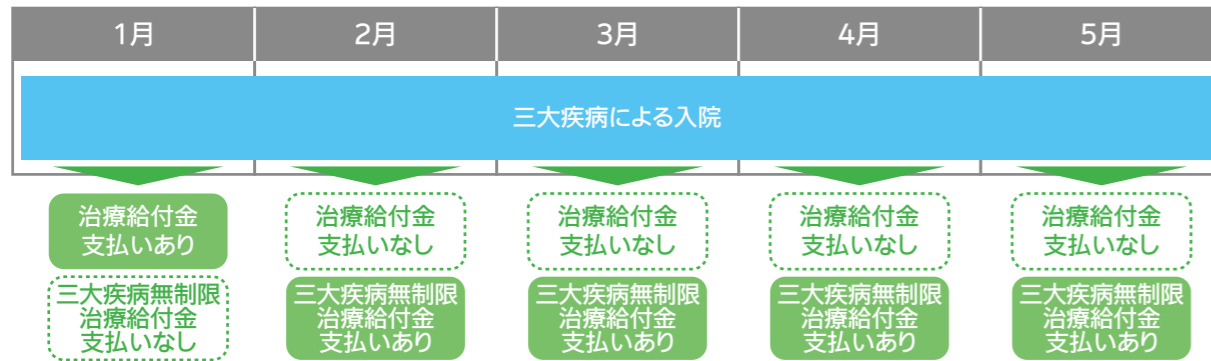 1月 2月 3月 4月 5月
三大疾病による入院
治療給付金
支払いあり
三大疾病無制限
治療給付金
支払いなし
治療給付金
支払いなし
三大疾病無制限
治療給付金
支払いあり
治療給付金
支払いなし
三大疾病無制限
治療給付金
支払いあり
治療給付金
支払いなし
三大疾病無制限
治療給付金
支払いあり
治療給付金
支払いなし
三大疾病無制限
治療給付金
支払いあり